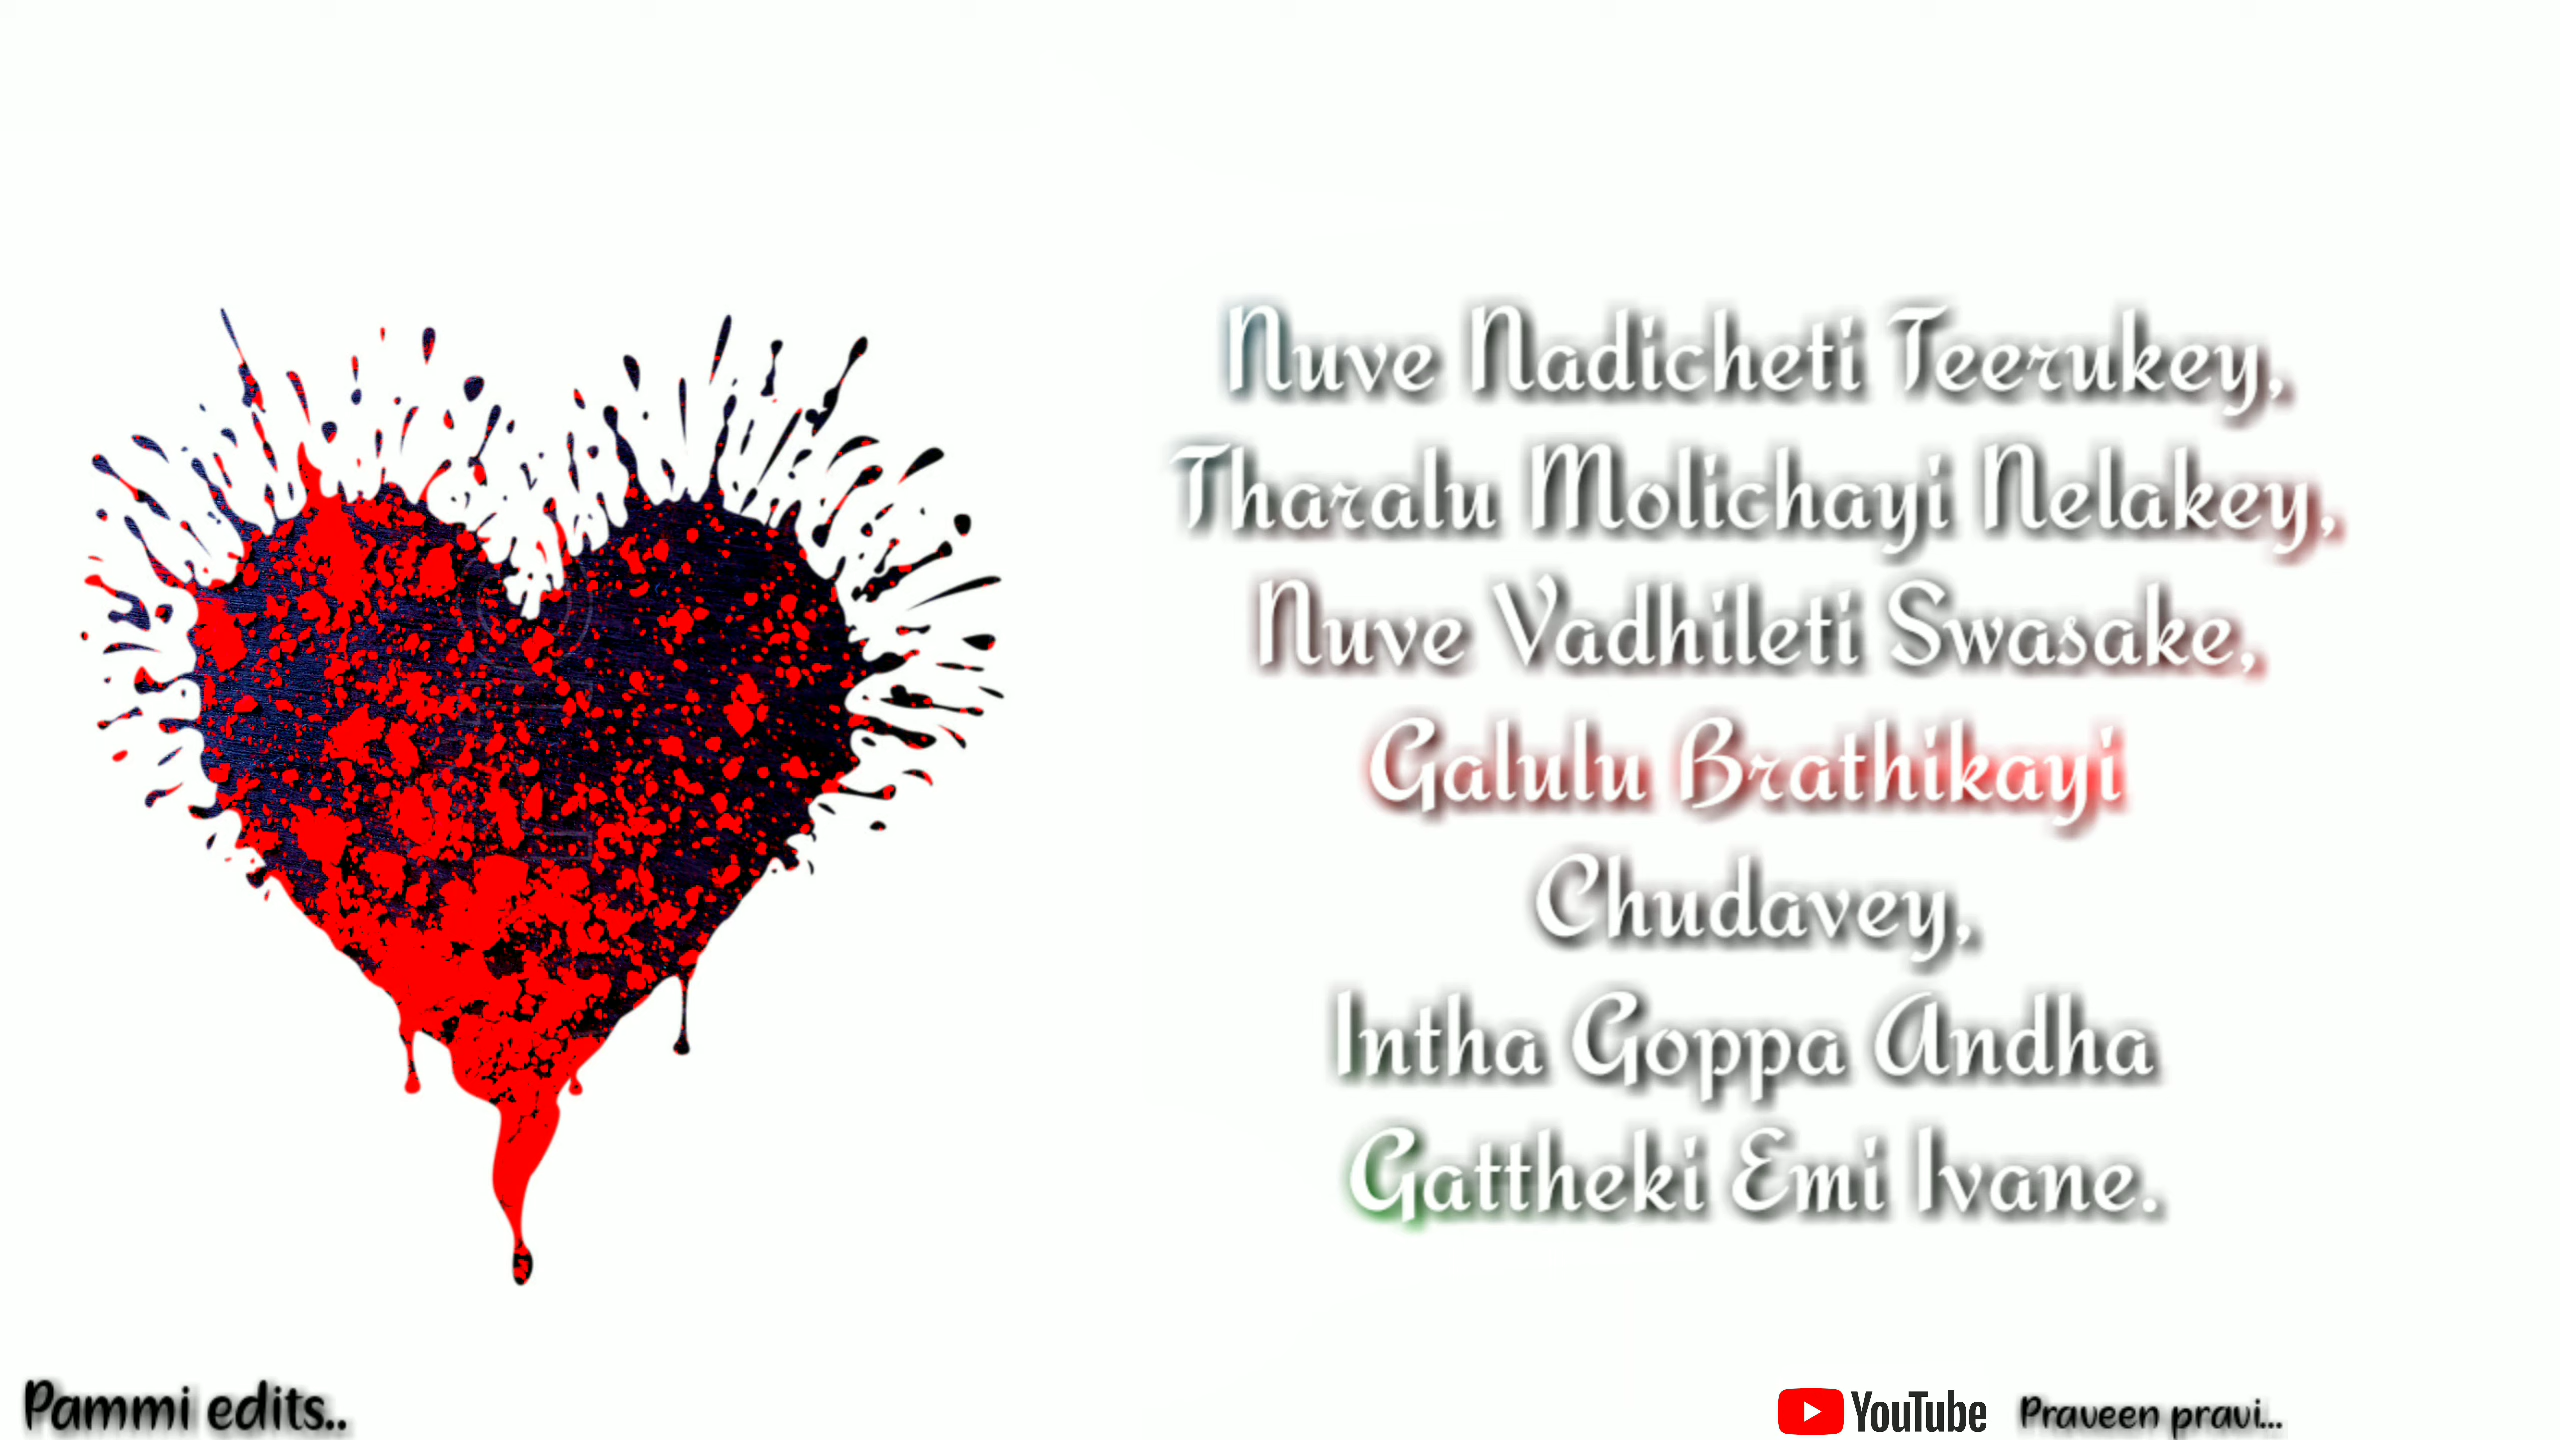 Nuve Nadicheti Teerukey,
Tharalu Molichayi Nelakey,
Nuve Vadhileti Swasake,
Galulu Brathikayi
Chudavey,
Intha Goppa Andha
Gattheki Emi Ivane.
Pammi edits..
YouTube Praveen pravi...